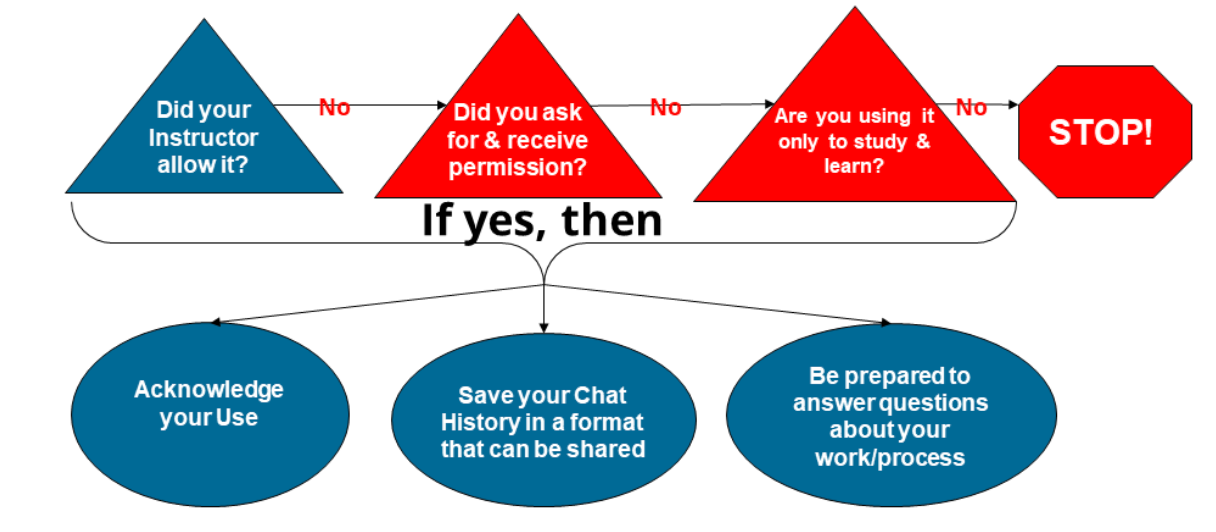 Did your
Instructor
allow it?
No
Did you ask
for & receive
permission?
No
Are you using it
only to study &
learn?
No
STOP!
If yes, then
Acknowledge
your Use
Save your Chat
History in a format
that can be shared
Be prepared to
answer questions
about your
work/process